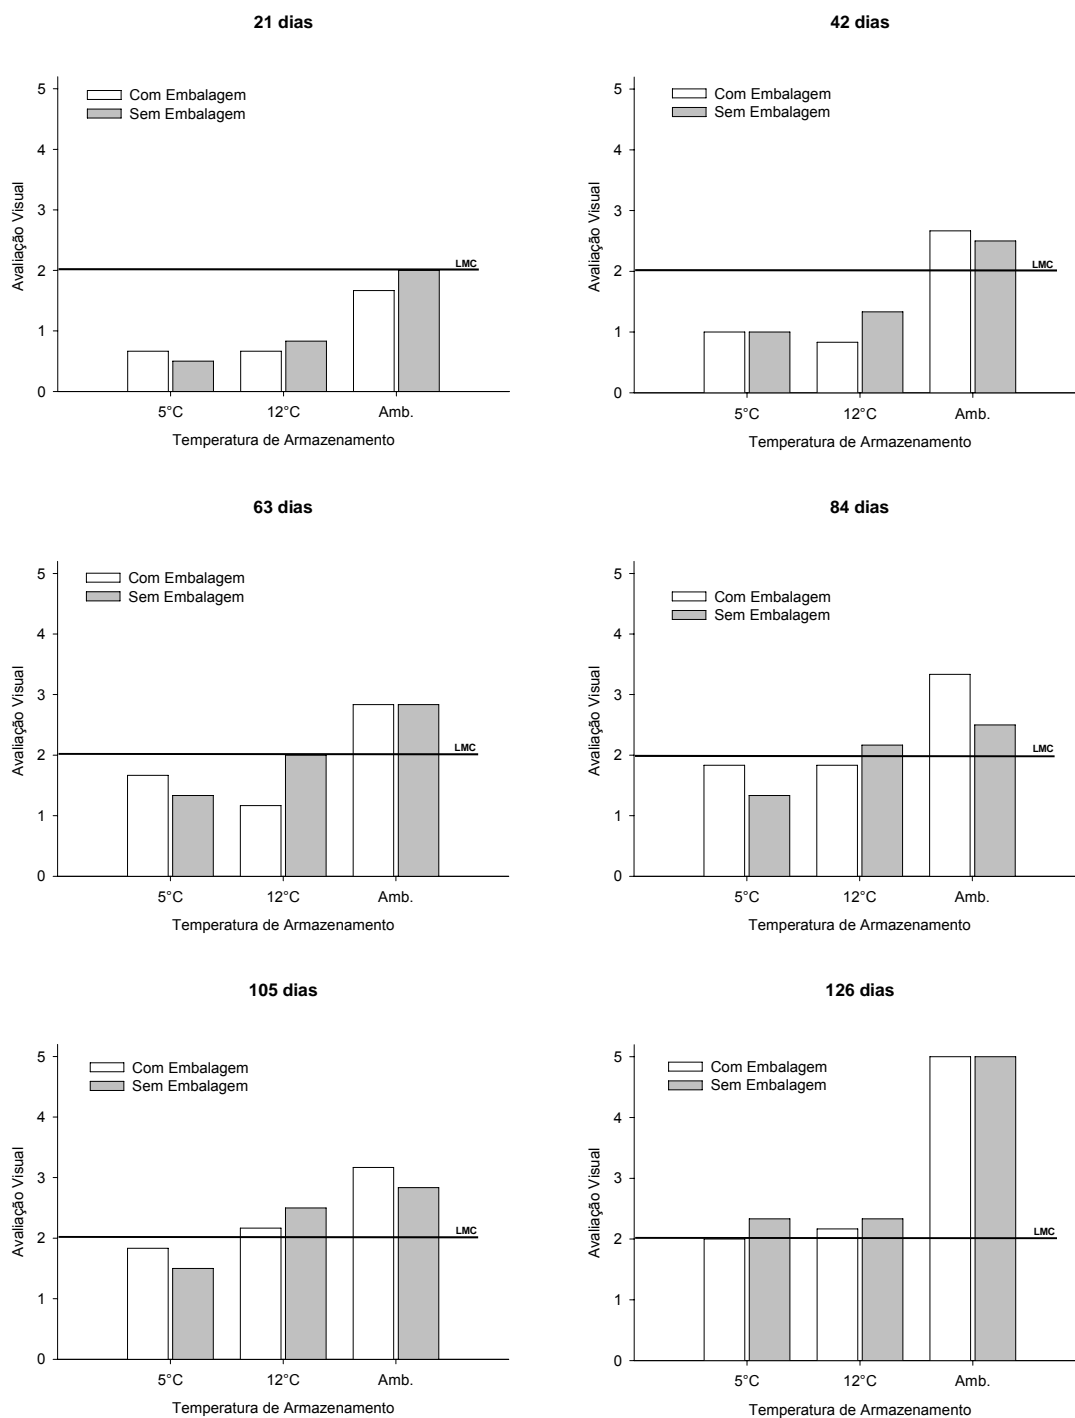 21 dias
5
4
3
2
1
0
Avaliação Visual
Com Embalagem
Sem Embalagem
LMC
5°C 12°C Amb.
Temperatura de Armazenamento
42 dias
5
4
3
2
1
0
Avaliação Visual
Com Embalagem
Sem Embalagem
LMC
5°C 12°C Amb.
Temperatura de Armazenamento
63 dias
5
4
3
2
1
0
Avaliação Visual
Com Embalagem
Sem Embalagem
LMC
5°C 12°C Amb.
Temperatura de Armazenamento
84 dias
5
4
3
2
1
0
Avaliação Visual
Com Embalagem
Sem Embalagem
LMC
5°C 12°C Amb.
Temperatura de Armazenamento
105 dias
5
4
3
2
1
0
Avaliação Visual
Com Embalagem
Sem Embalagem
LMC
5°C 12°C Amb.
Temperatura de Armazenamento
126 dias
5
4
3
2
1
0
Avaliação Visual
Com Embalagem
Sem Embalagem
LMC
5°C 12°C Amb.
Temperatura de Armazenamento